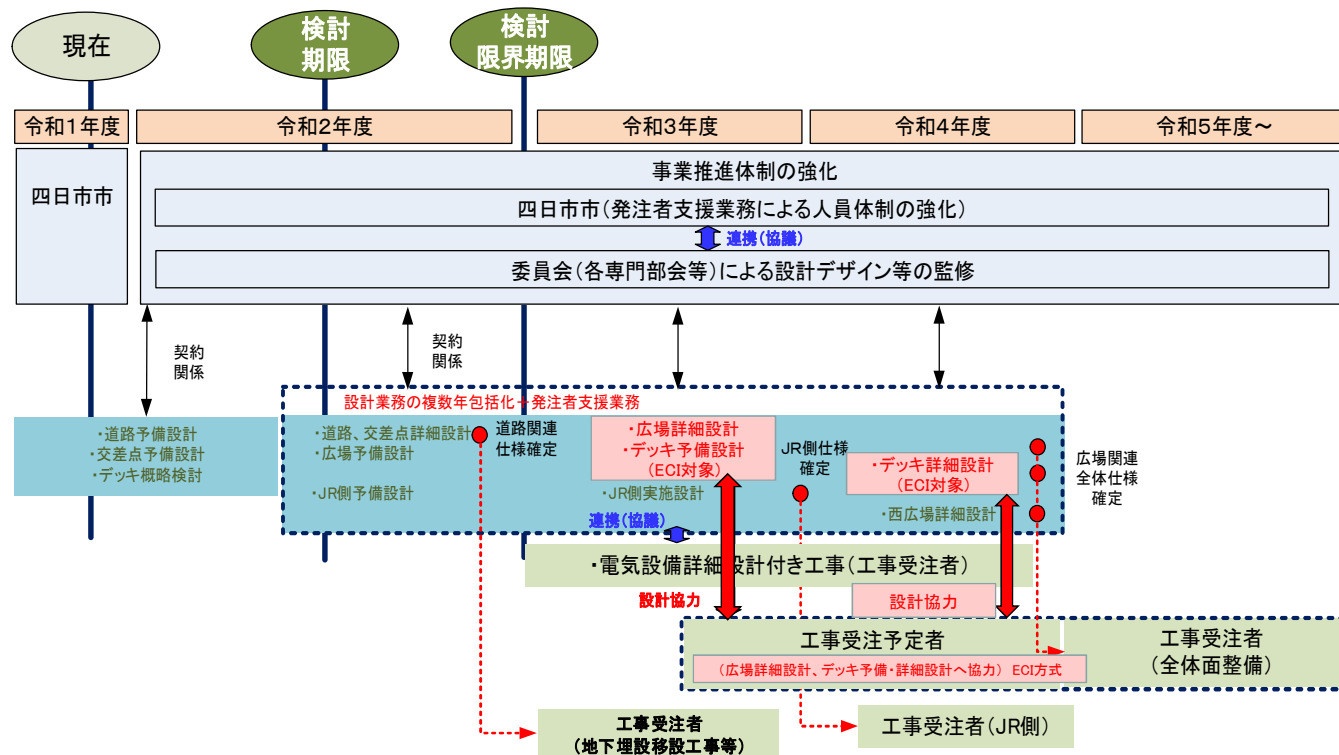 現在
検討
期限
検討
限界期限
令和1年度
令和2年度
令和3年度
令和4年度
令和5年度～
四日市市
事業推進体制の強化
四日市市(発注者支援業務による人員体制の強化)
連携(協議)
委員会(各専門部会等)による設計デザイン等の監修
契約
関係
契約
関係
設計業務の複数年包括化＋発注者支援業務
・道路予備設計
・交差点予備設計
・デッキ概略検討
・道路、交差点詳細設計
・広場予備設計
・JR側予備設計
道路関連
仕様確定
・広場詳細設計
・デッキ予備設計
(ECI対象)
・JR側実施設計
JR側仕様
確定
・デッキ詳細設計
(ECI対象)
・西広場詳細設計
広場関連
全体仕様
確定
連携(協議)
・電気設備詳細設計付き工事(工事受注者)
設計協力
設計協力
工事受注予定者
(広場詳細設計、デッキ予備・詳細設計へ協力) ECI方式
工事受注者
(全体面整備)
工事受注者
(地下埋設移設工事等)
工事受注者(JR側)